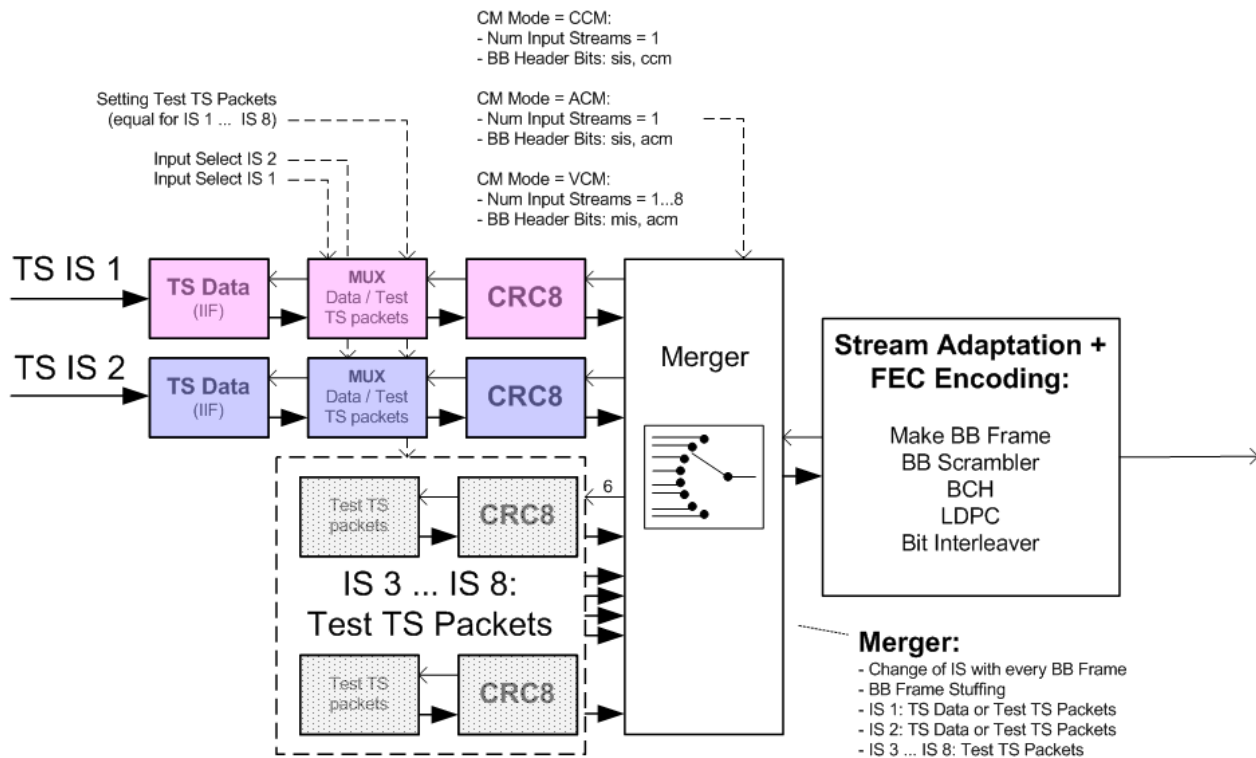 CM Mode = CCM:
- Num Input Streams = 1
- BB Header Bits: sis, ccm
CM Mode = ACM:
- Num Input Streams = 1
- BB Header Bits: sis, acm
CM Mode = VCM:
- Num Input Streams = 1...8
- BB Header Bits: mis, acm
Setting Test TS Packets
(equal for IS 1 ... IS 8)
Input Select IS 2
Input Select IS 1
TS IS 1
TS Data
(IIF)
MUX
Data / Test
TS packets
CRC8
TS IS 2
TS Data
(IIF)
MUX
Data / Test
TS packets
CRC8
Test TS
packets
CRC8
6
IS 3 ... IS 8:
Test TS Packets
Test TS
packets
CRC8
Merger
Stream Adaptation +
FEC Encoding:
Make BB Frame
BB Scrambler
BCH
LDPC
Bit Interleaver
Merger:
- Change of IS with every BB Frame
- BB Frame Stuffing
- IS 1: TS Data or Test TS Packets
- IS 2: TS Data or Test TS Packets
- IS 3 ... IS 8: Test TS Packets